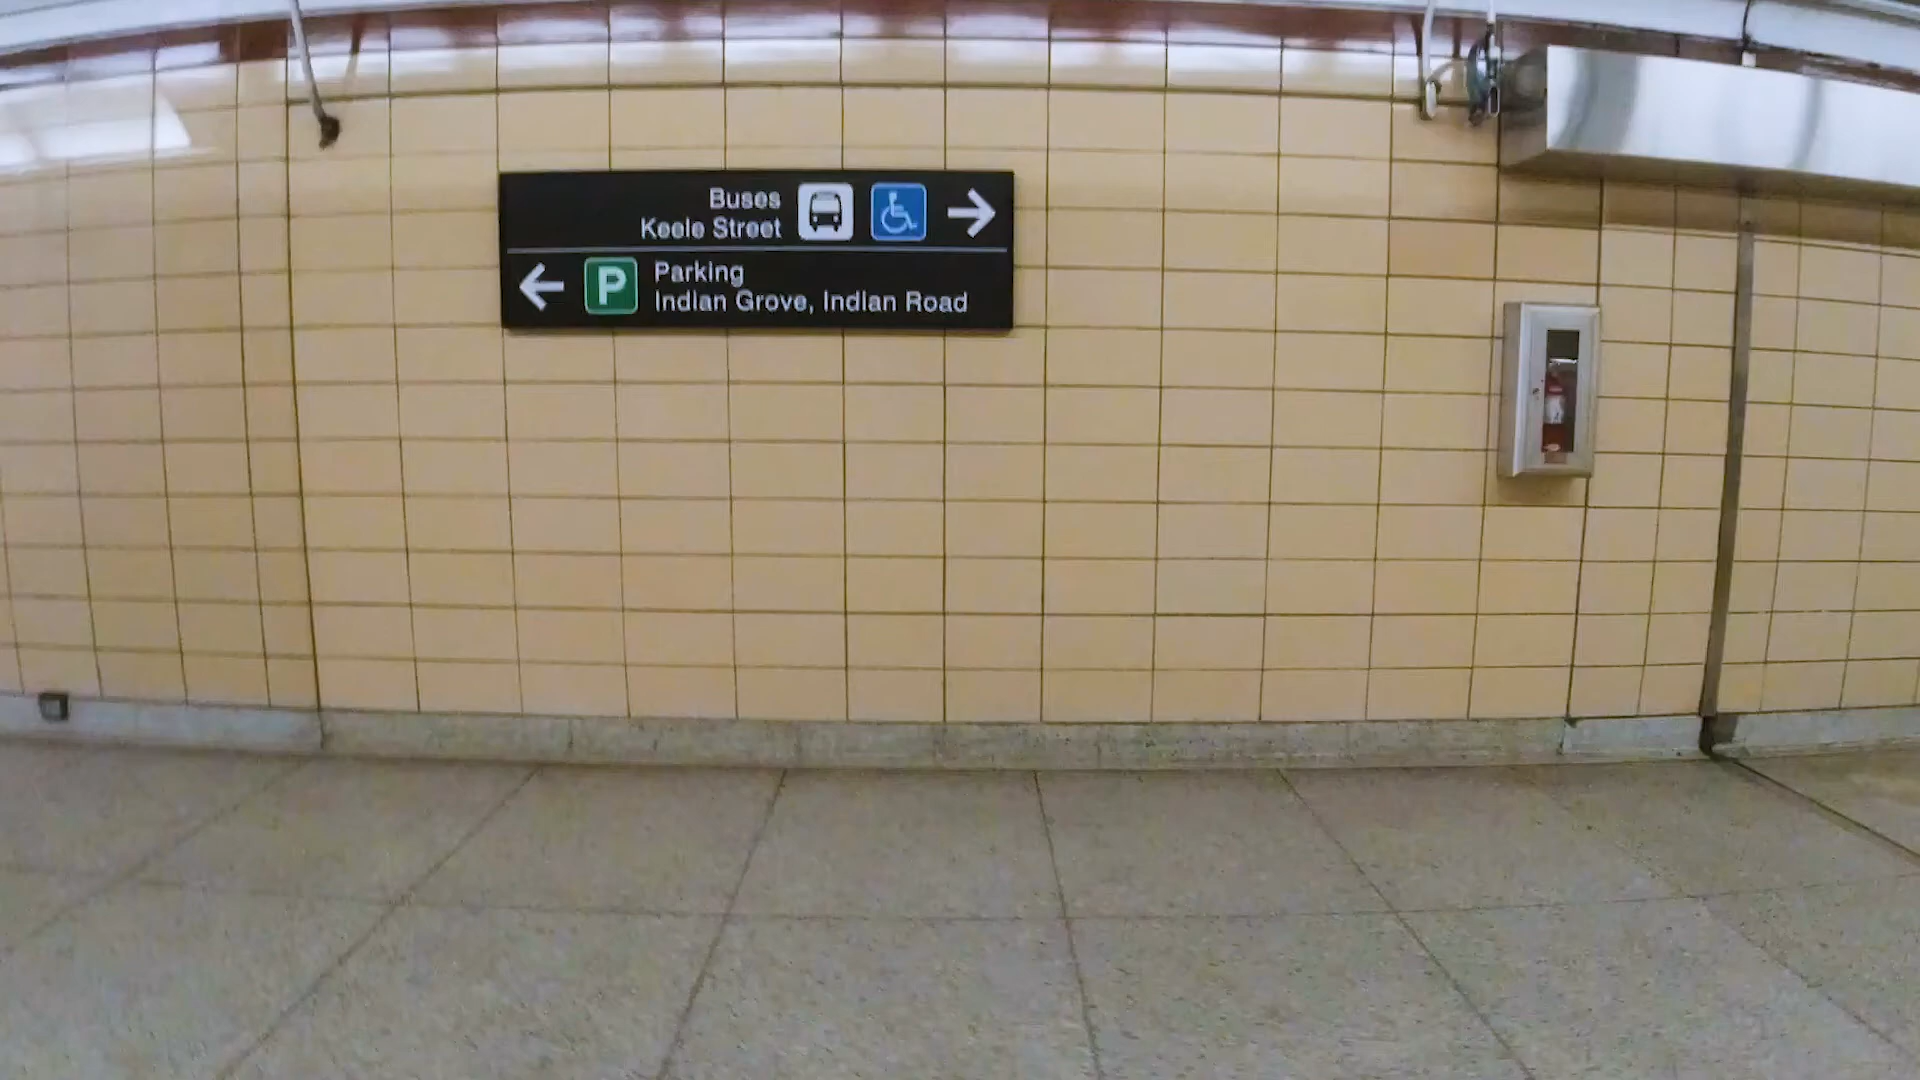 Buses
Keele Street
P
Parking
Indian Grove, Indian Road